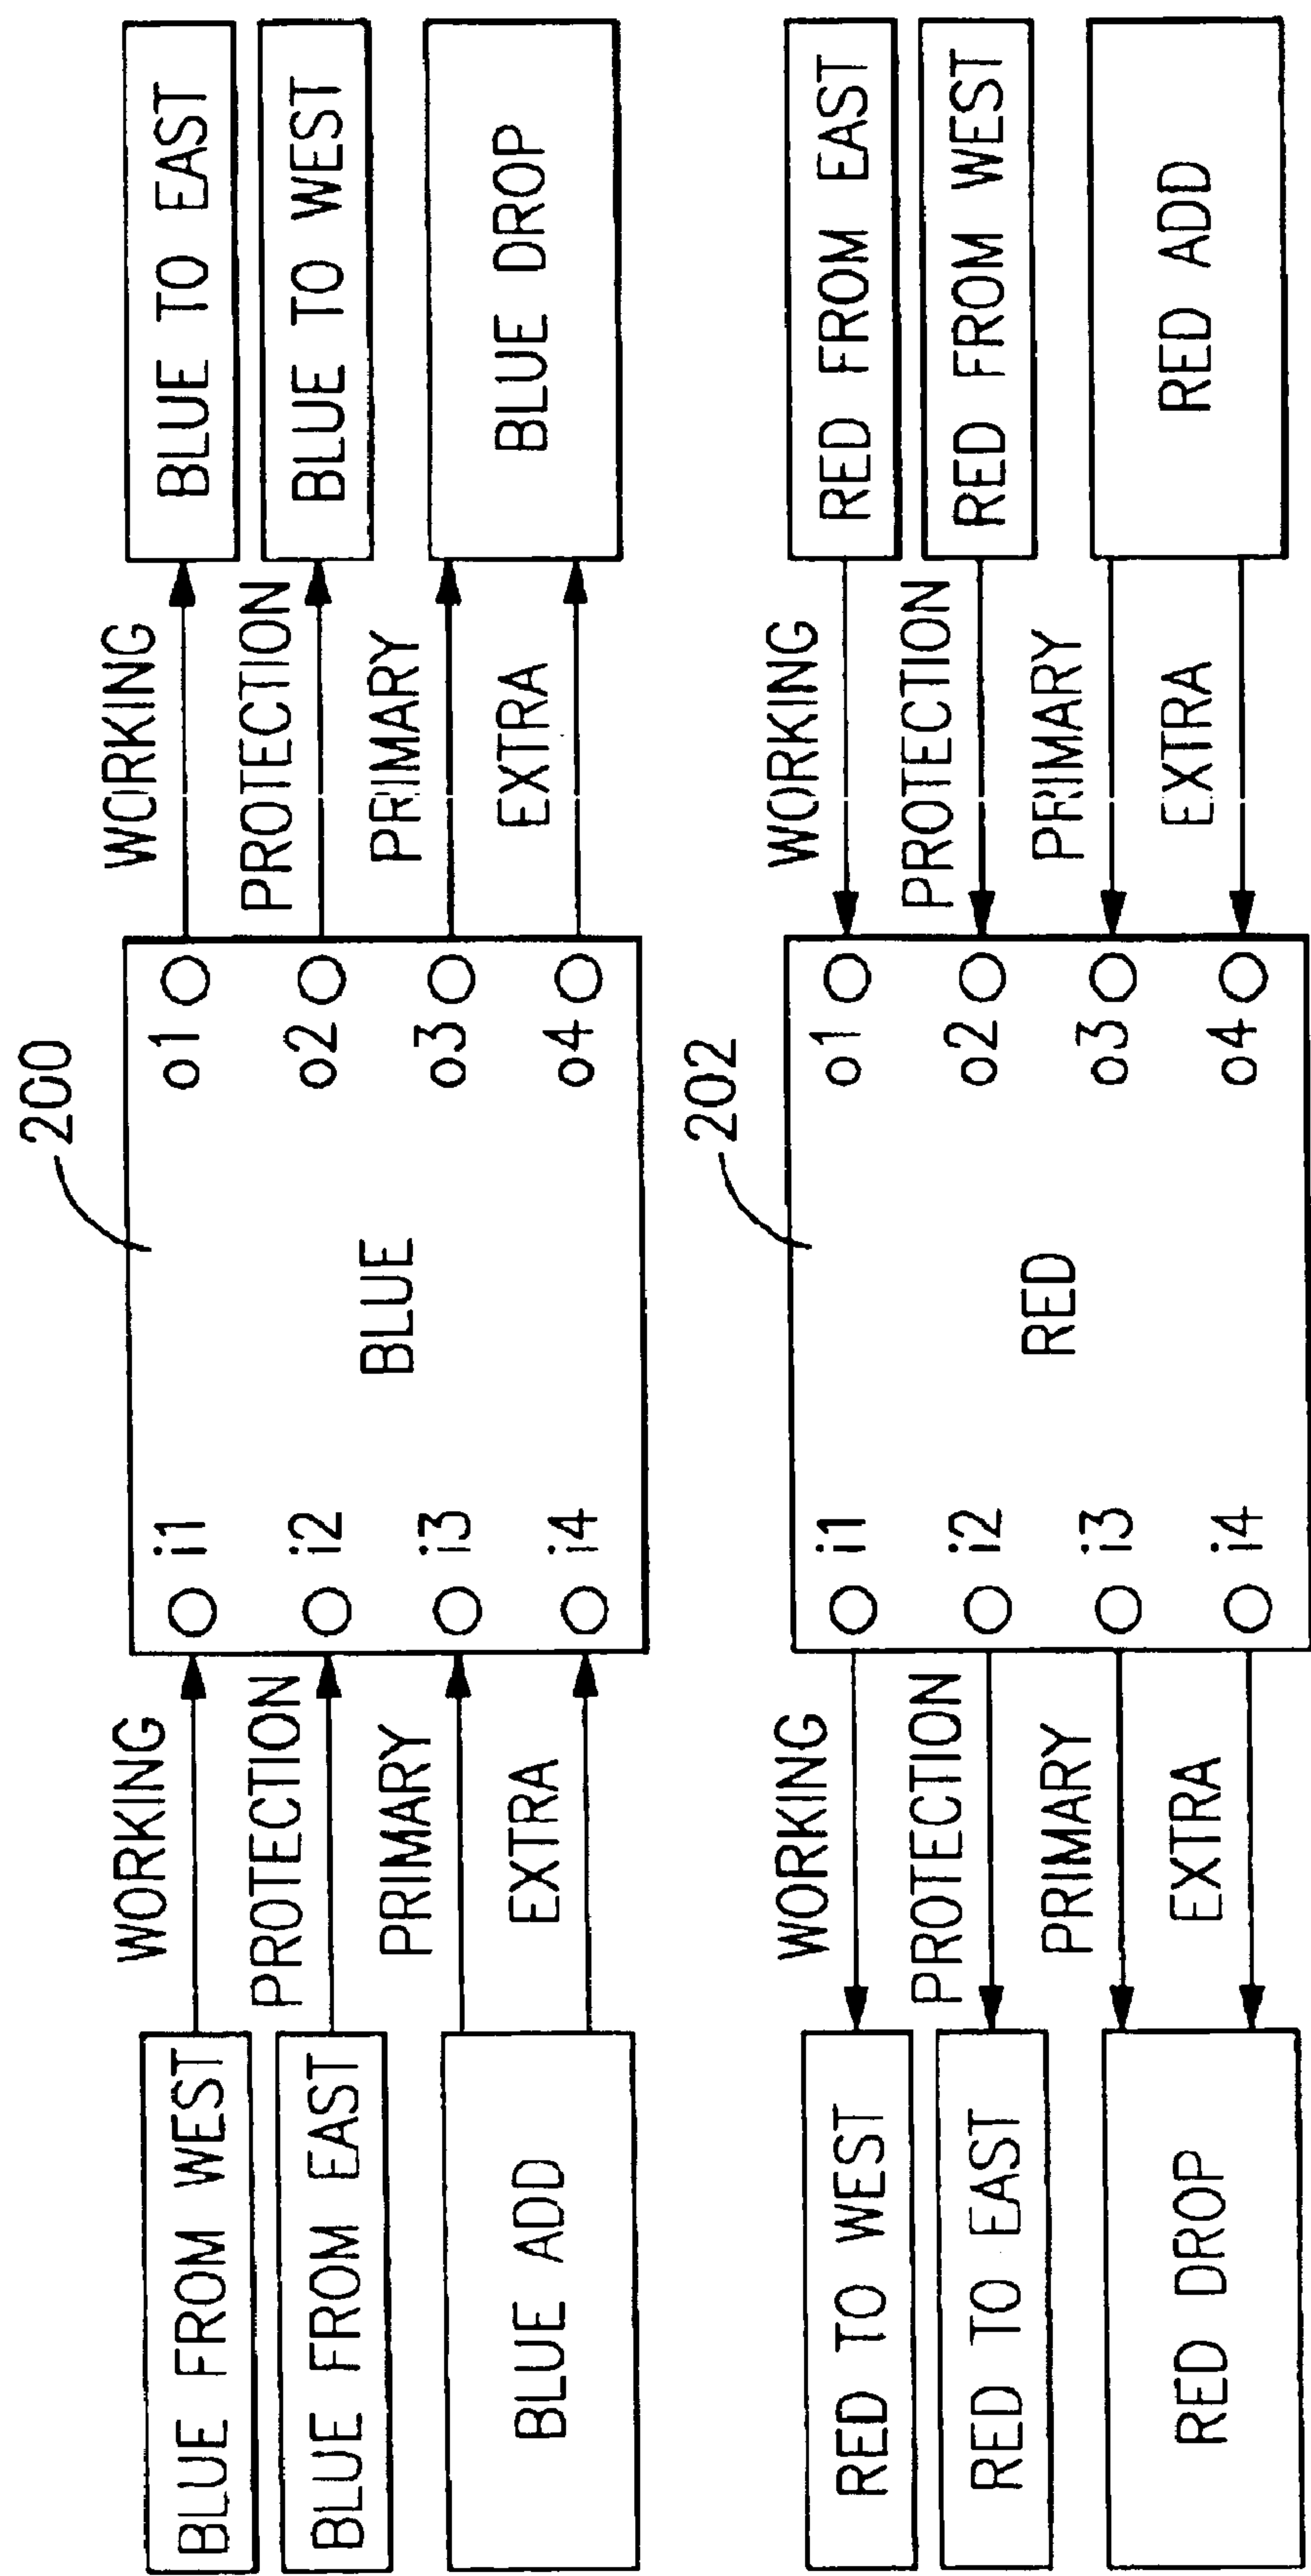 200
BLUE FROM WEST
WORKING
i1
o1
WORKING
BLUE TO EAST
BLUE FROM EAST
PROTECTION
i2
o2
PROTECTION
BLUE TO WEST
BLUE
BLUE ADD
PRIMARY
i3
o3
PRIMARY
BLUE DROP
EXTRA
i4
o4
EXTRA
202
RED TO WEST
WORKING
i1
o1
WORKING
RED FROM EAST
RED TO EAST
PROTECTION
i2
o2
PROTECTION
RED FROM WEST
RED
RED DROP
PRIMARY
i3
o3
PRIMARY
RED ADD
EXTRA
i4
o4
EXTRA